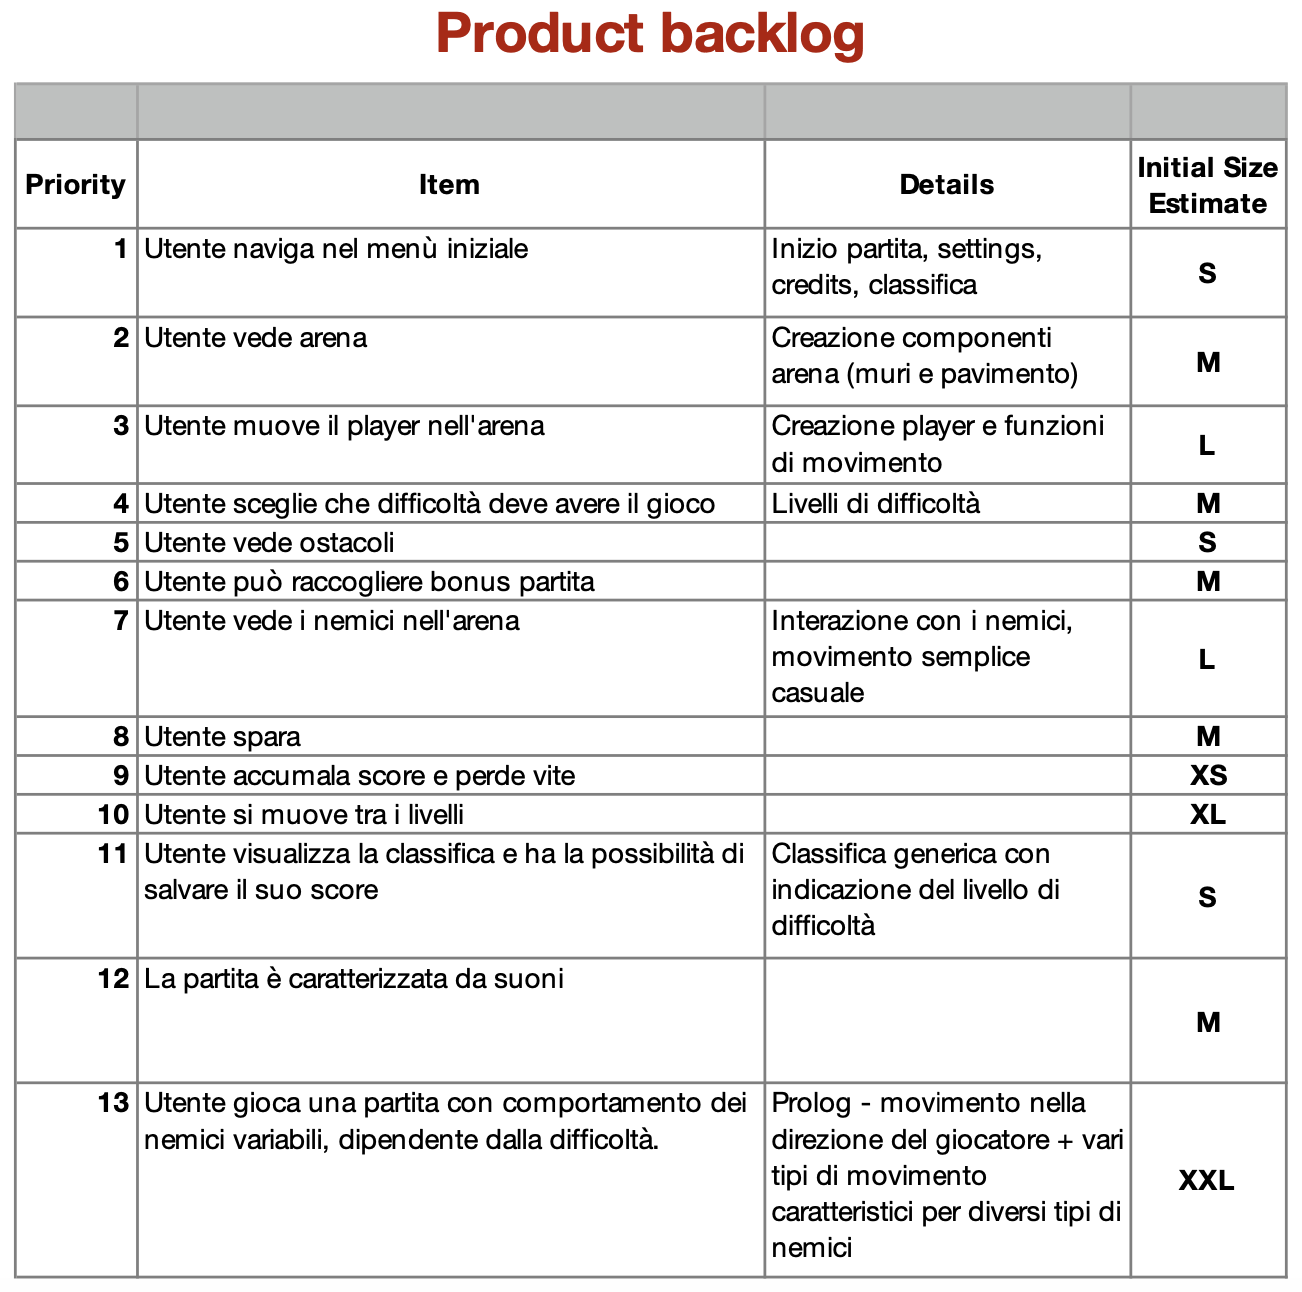 Product backlog
Priority Item Details Initial Size
Estimate
1 Utente naviga nel menù iniziale Inizio partita, settings,
credits, classifica
S
2 Utente vede arena Creazione componenti
arena (muri e pavimento)
M
3 Utente muove il player nell'arena Creazione player e funzioni
di movimento
L
4 Utente sceglie che difficoltà deve avere il gioco Livelli di difficoltà M
5 Utente vede ostacoli S
6 Utente può raccogliere bonus partita M
7 Utente vede i nemici nell'arena Interazione con i nemici,
movimento semplice
casuale
L
8 Utente spara M
9 Utente accumala score e perde vite XS
10 Utente si muove tra i livelli XL
11 Utente visualizza la classifica e ha la possibilità di
salvare il suo score
Classifica generica con
indicazione del livello di
difficoltà
S
12 La partita è caratterizzata da suoni M
13 Utente gioca una partita con comportamento dei
nemici variabili, dipendente dalla difficoltà.
Prolog - movimento nella
direzione del giocatore + vari
tipi di movimento
caratteristici per diversi tipi di
nemici
XXL